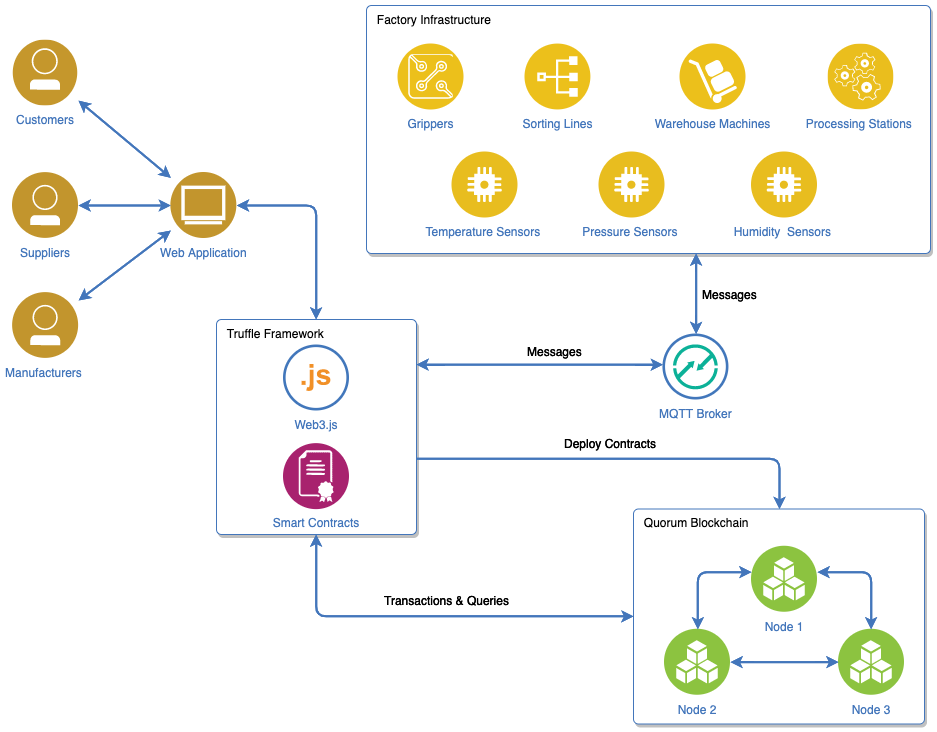 Factory Infrastructure
Customers
Grippers
Sorting Lines
Warehouse Machines
Processing Stations
Suppliers
Web Application
Temperature Sensors
Pressure Sensors
Humidity Sensors
Messages
Manufacturers
Truffle Framework
.js
Web3.js
Messages
MQTT Broker
Deploy Contracts
Smart Contracts
Quorum Blockchain
Transactions & Queries
Node 1
Node 2
Node 3